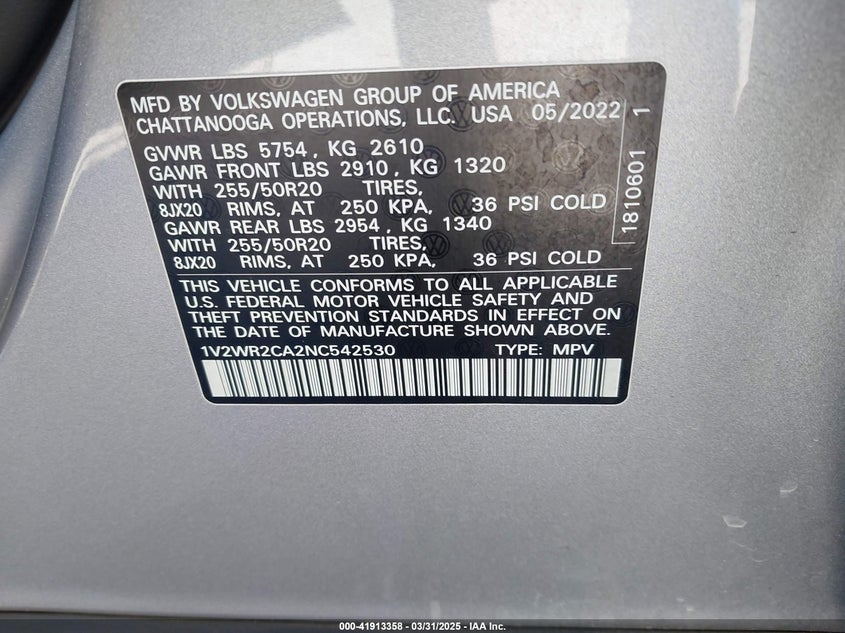 MFD BY VOLKSWAGEN GROUP OF AMERICA
CHATTANOOGA OPERATIONS, LLC. USA 05/2022
GVWR LBS 5754 , KG 2610
GAWR FRONT LBS 2910, KG 1320
WITH 255/50R20 TIRES,
8JX20 RIMS, AT 250 KPA, 36 PSI COLD
GAWR REAR LBS 2954 , KG 1340
WITH 255/50R20 TIRES,
8JX20 RIMS, AT 250 KPA, 36 PSI COLD
1810601 1
THIS VEHICLE CONFORMS TO ALL APPLICABLE
U.S. FEDERAL MOTOR VEHICLE SAFETY AND
THEFT PREVENTION STANDARDS IN EFFECT ON
THE DATE OF MANUFACTURE SHOWN ABOVE.
1V2WR2CA2NC542530 TYPE: MPV
000-41913358 - 03/31/2025 - IAA Inc.